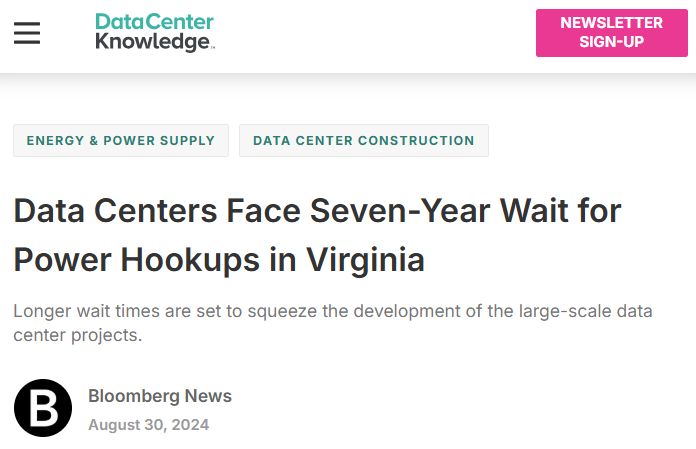 DataCenter
Knowledge
NEWSLETTER
SIGN-UP
ENERGY & POWER SUPPLY
DATA CENTER CONSTRUCTION
Data Centers Face Seven-Year Wait for
Power Hookups in Virginia
Longer wait times are set to squeeze the development of the large-scale data
center projects.
B
Bloomberg News
August 30, 2024